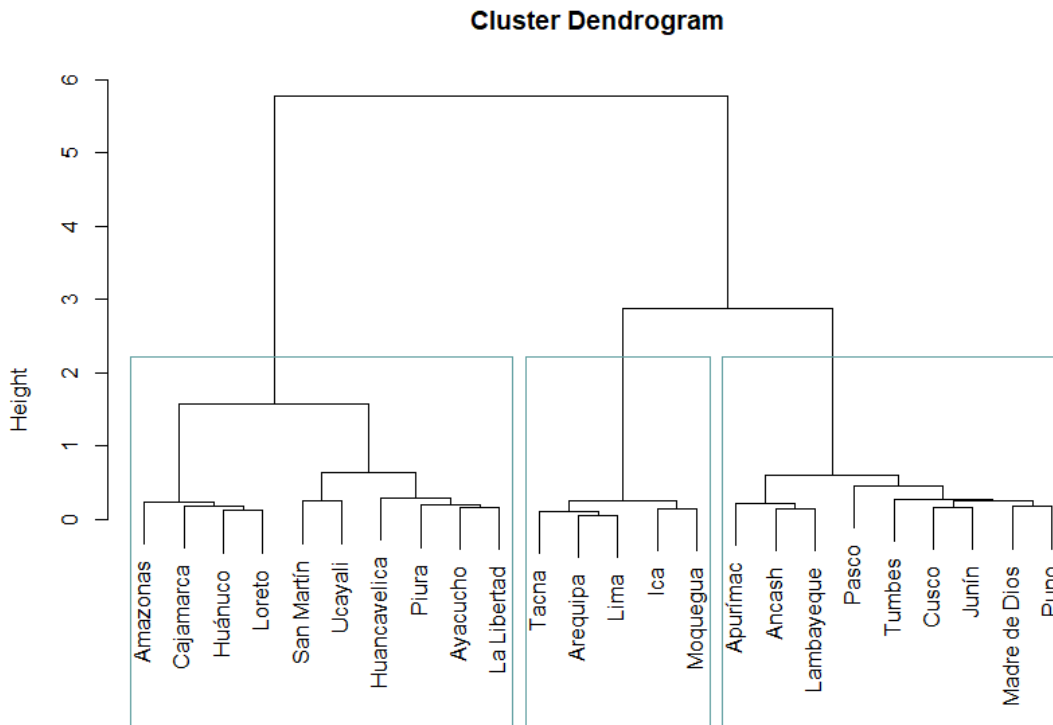 Cluster Dendrogram
Height
6
5
4
3
2
1
0
Amazonas
Cajamarca
Huánuco
Loreto
San Martín
Ucayali
Huancavelica
Piura
Ayacucho
La Libertad
Tacna
Arequipa
Lima
Ica
Moquegua
Apurímac
Ancash
Lambayeque
Pasco
Tumbes
Cusco
Junín
Madre de Dios
Puno